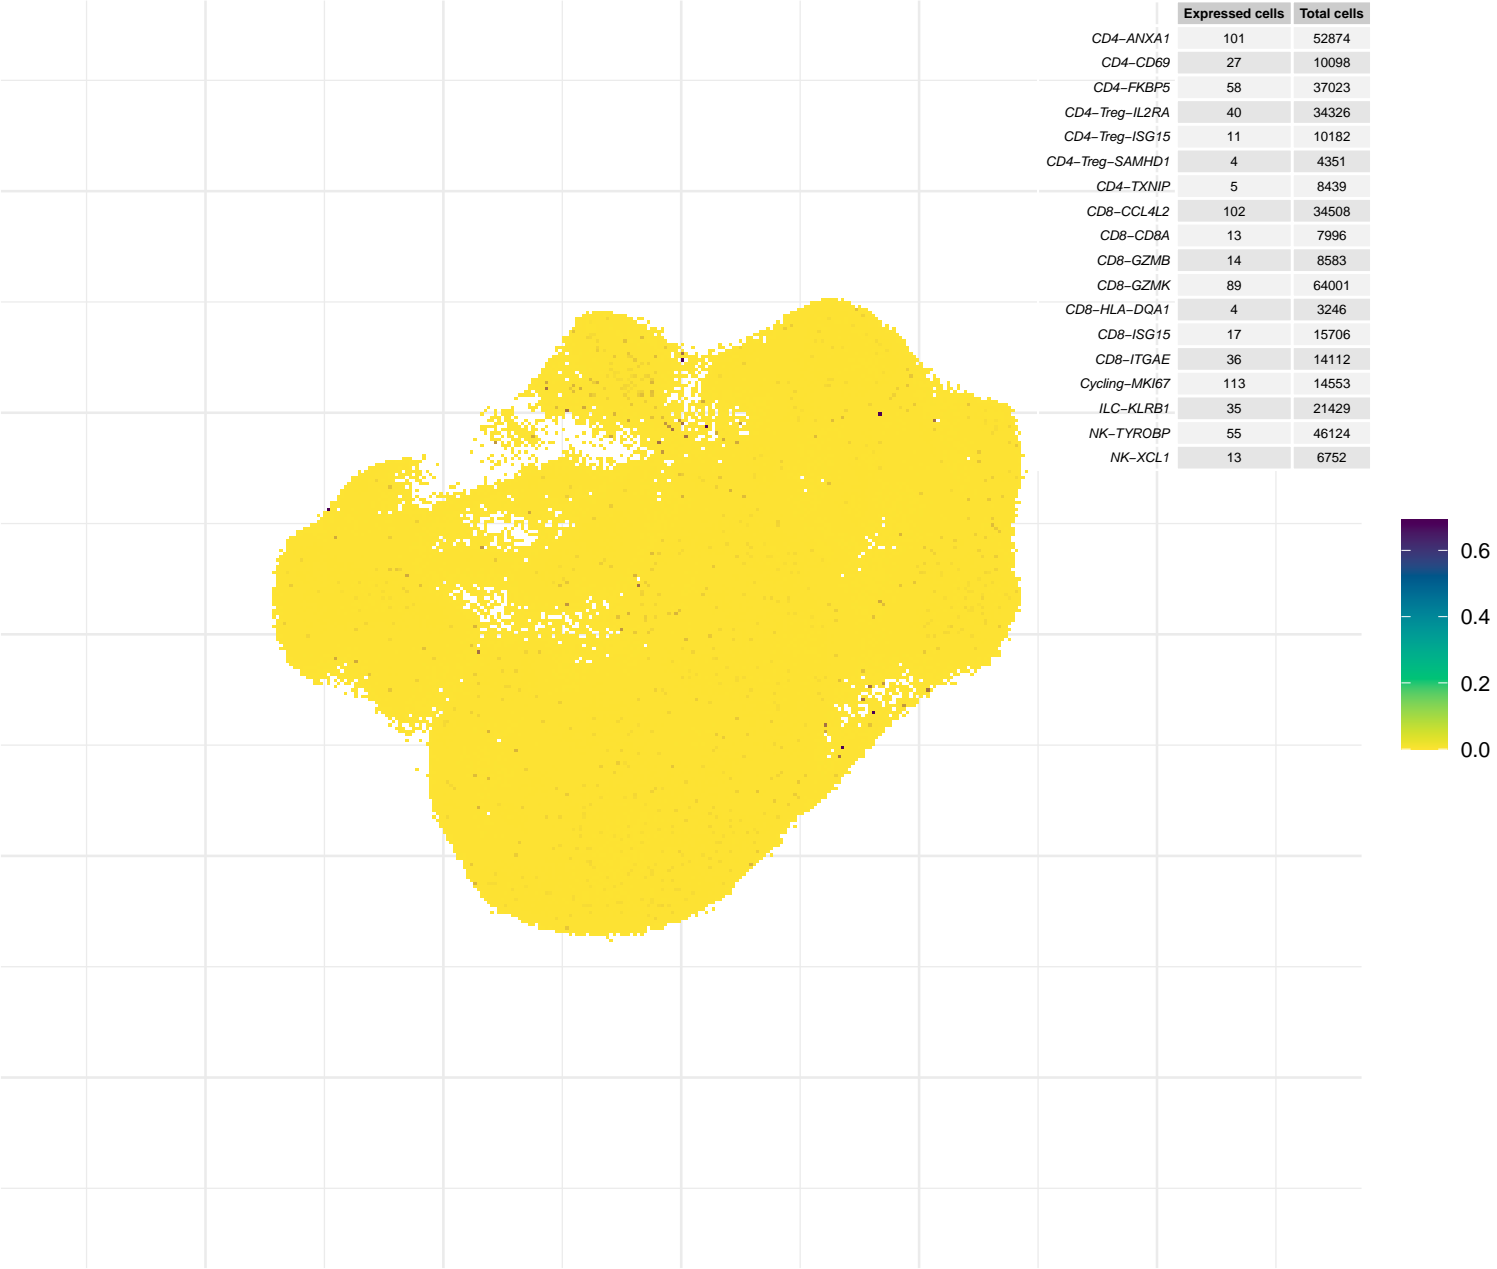 Expressed cells Total cells
CD4−ANXA1 101 52874
CD4−CD69 27 10098
CD4−FKBP5 58 37023
CD4−Treg−IL2RA 40 34326
CD4−Treg−ISG15 11 10182
CD4−Treg−SAMHD1 4 4351
CD4−TXNIP 5 8439
CD8−CCL4L2 102 34508
CD8−CD8A 13 7996
CD8−GZMB 14 8583
CD8−GZMK 89 64001
CD8−HLA−DQA1 4 3246
CD8−ISG15 17 15706
CD8−ITGAE 36 14112
Cycling−MKI67 113 14553
ILC−KLRB1 35 21429
NK−TYROBP 55 46124
NK−XCL1 13 6752
0.6
0.4
0.2
0.0